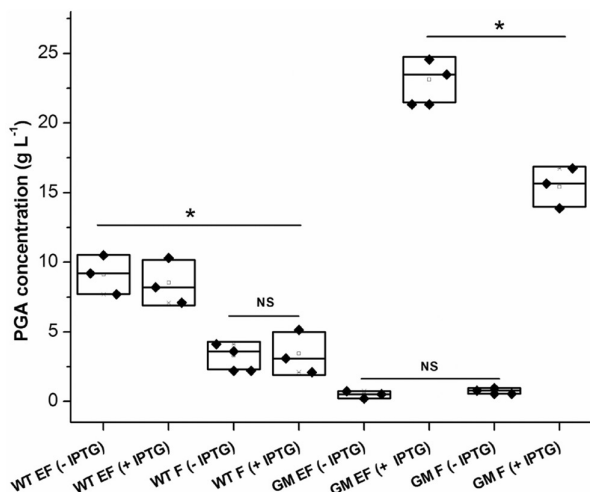 PGA concentration (g L⁻¹)
25
20
15
10
5
0
*
*
NS
NS
WT EF (- IPTG)
WT EF (+ IPTG)
WT F (- IPTG)
WT F (+ IPTG)
GM EF (- IPTG)
GM EF (+ IPTG)
GM F (- IPTG)
GM F (+ IPTG)